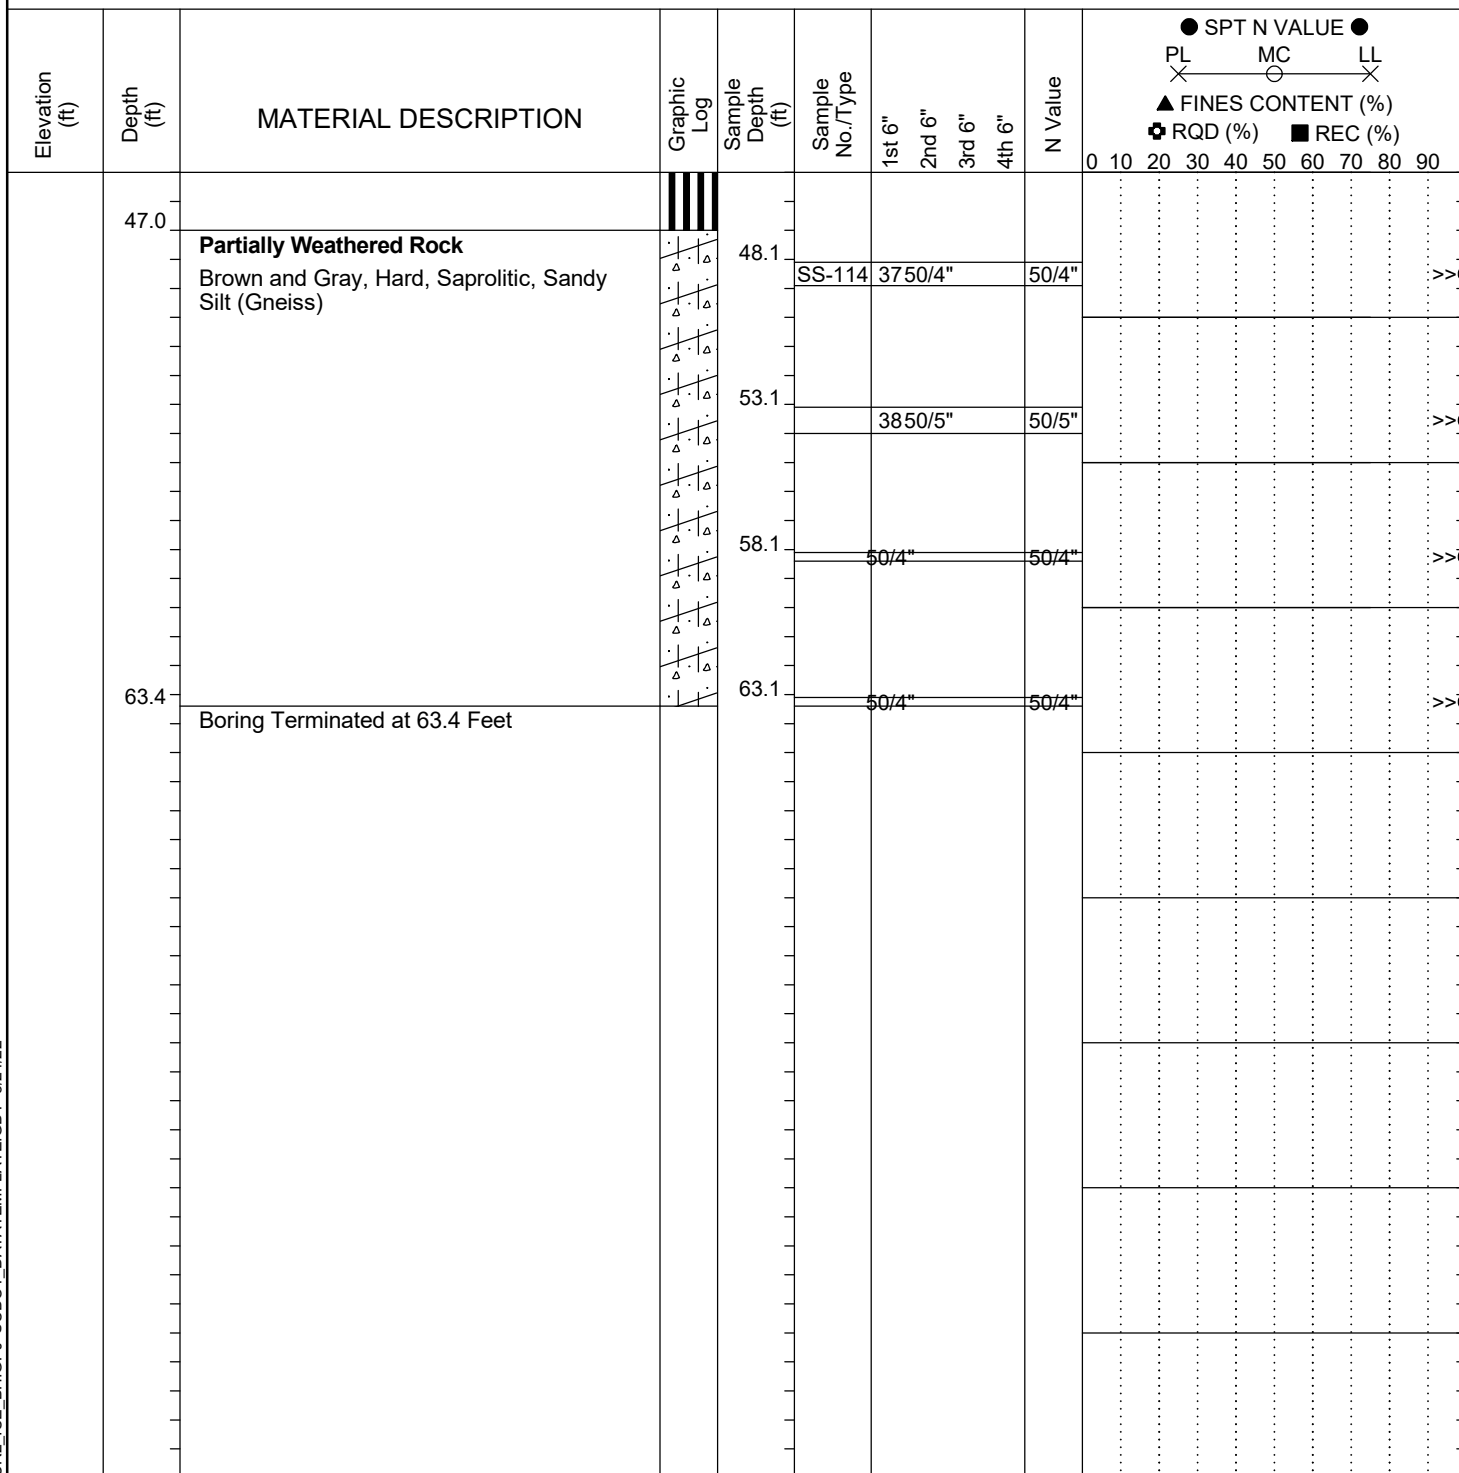 ● SPT N VALUE ●
PL MC LL
▲ FINES CONTENT (%)
RQD (%) ■ REC (%)
0 10 20 30 40 50 60 70 80 90
Elevation
(ft)
Depth
(ft)
MATERIAL DESCRIPTION
Graphic
Log
Sample
Depth
(ft)
Sample
No./Type
1st 6"
2nd 6"
3rd 6"
4th 6"
N Value
47.0
Partially Weathered Rock
Brown and Gray, Hard, Saprolitic, Sandy
Silt (Gneiss)
48.1
SS-114 37 50/4" 50/4" >>
53.1
38 50/5" 50/5" >>
58.1
50/4" 50/4" >>
63.4
63.1
50/4" 50/4" >>
Boring Terminated at 63.4 Feet